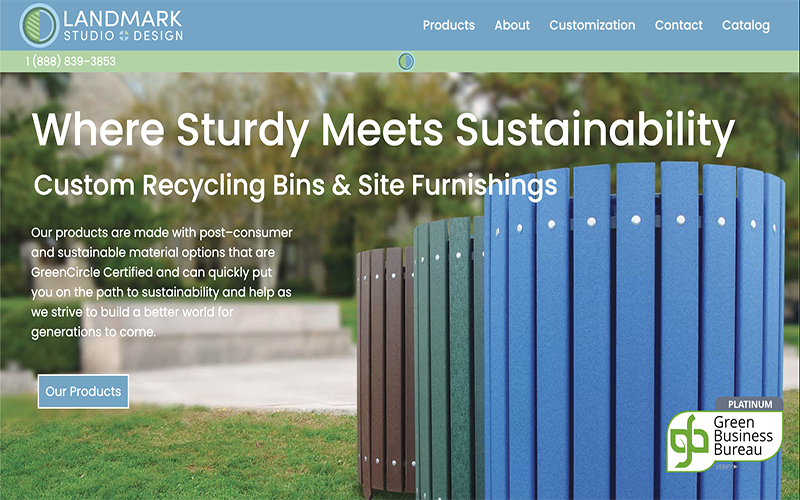 LANDMARK
STUDIO + DESIGN
Products About Customization Contact Catalog
1 (888) 839–3853
Where Sturdy Meets Sustainability
Custom Recycling Bins & Site Furnishings
Our products are made with post–consumer
and sustainable material options that are
GreenCircle Certified and can quickly put
you on the path to sustainability and help as
we strive to build a better world for
generations to come.
Our Products
PLATINUM
gb
Green
Business
Bureau
VERIFY